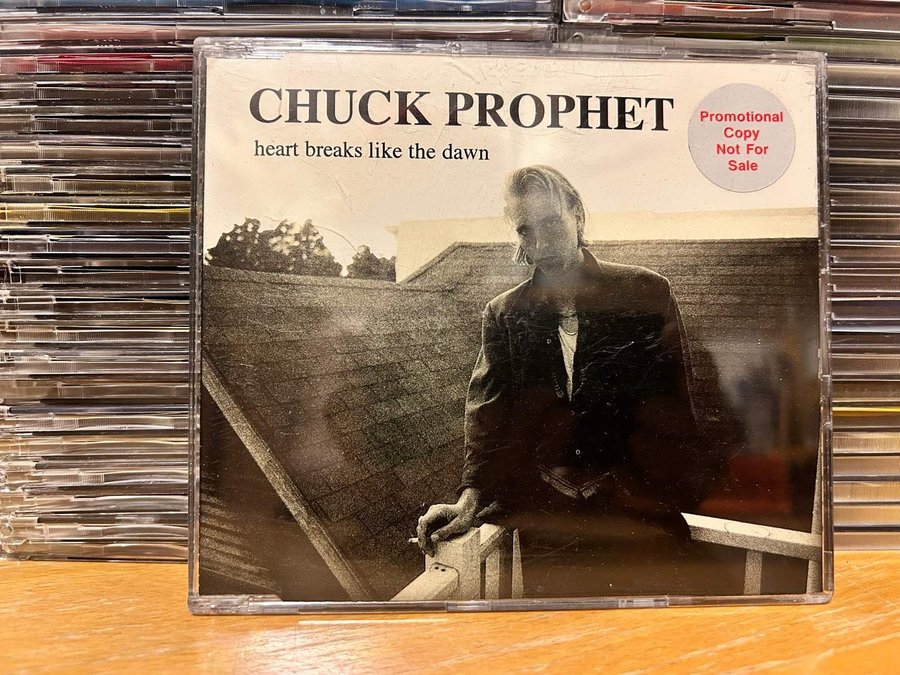 CHUCK PROPHET
heart breaks like the dawn
Promotional
Copy
Not For
Sale